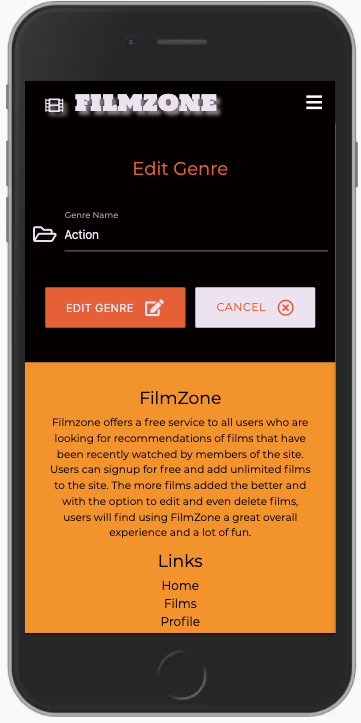 FILMZONE
Edit Genre
Genre Name
Action
EDIT GENRE
CANCEL
FilmZone
Filmzone offers a free service to all users who are
looking for recommendations of films that have
been recently watched by members of the site.
Users can signup for free and add unlimited films
to the site. The more films added the better and
with the option to edit and even delete films,
users will find using FilmZone a great overall
experience and a lot of fun.
Links
Home
Films
Profile